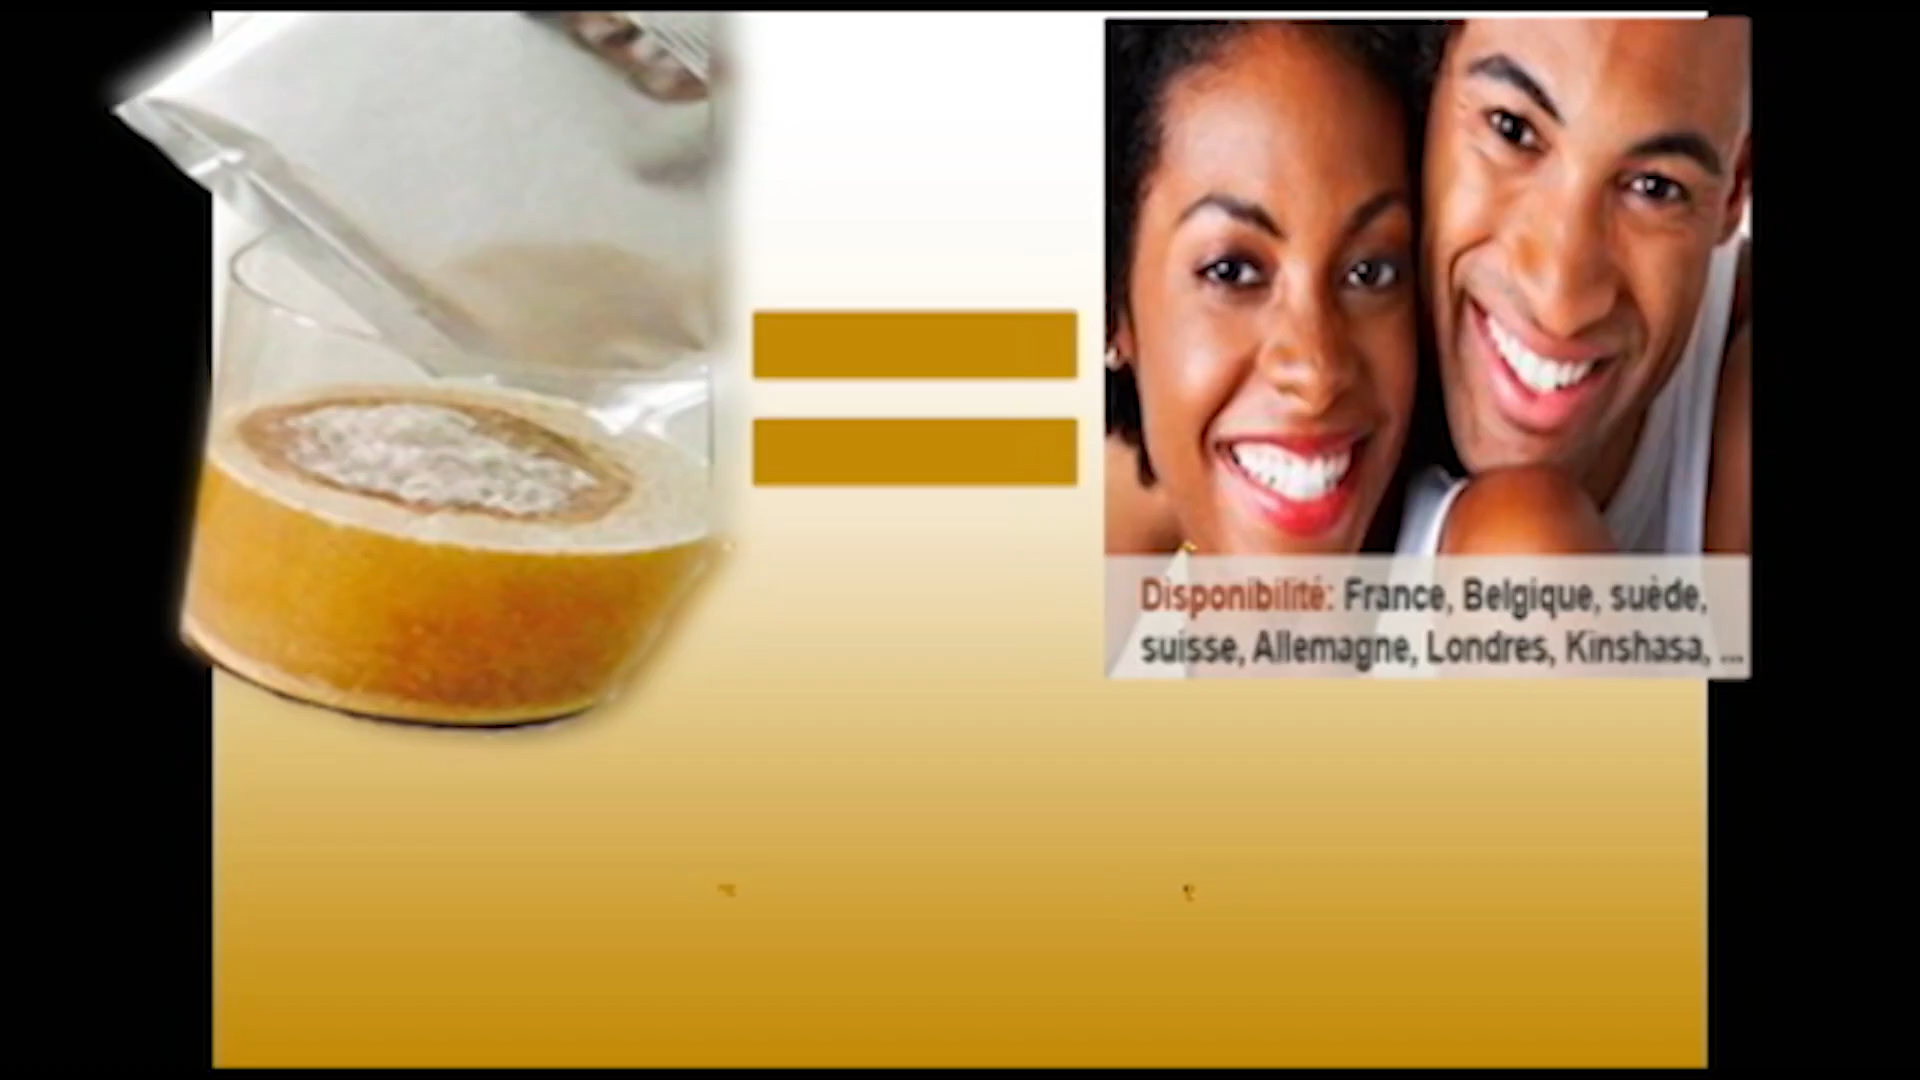 Disponibilité: France, Belgique, suède,
suisse, Allemagne, Londres, Kinshasa, ...